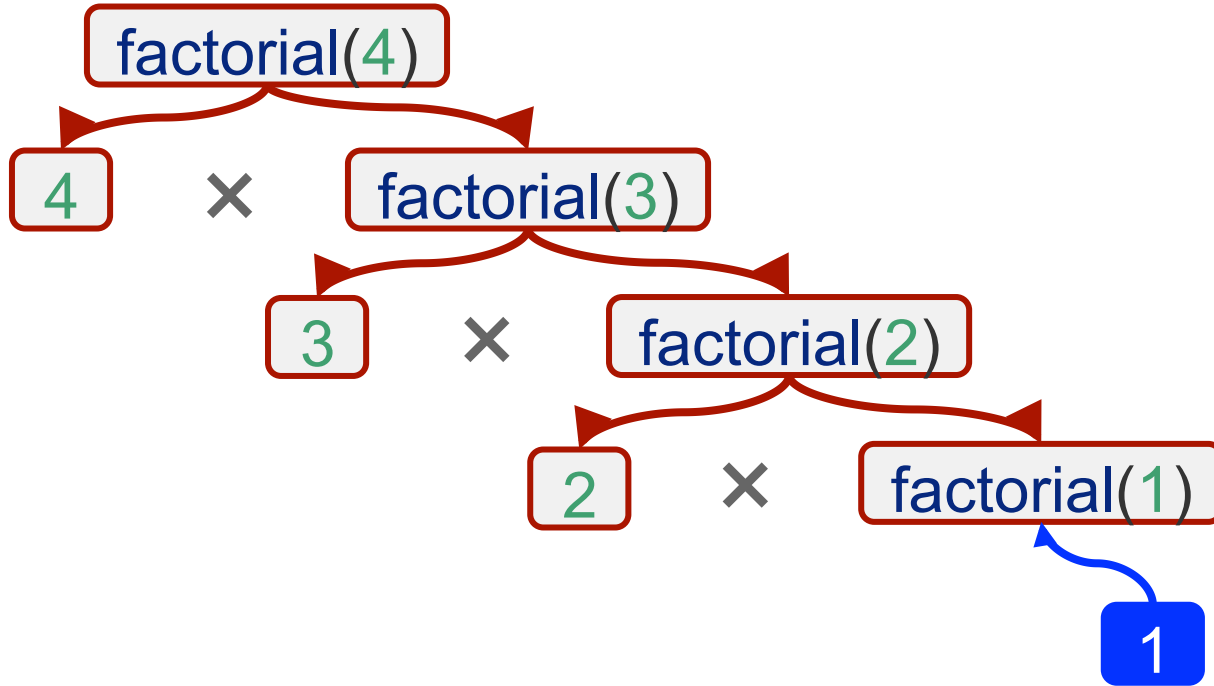 factorial(4)
4 × factorial(3)
3 × factorial(2)
2 × factorial(1)
1